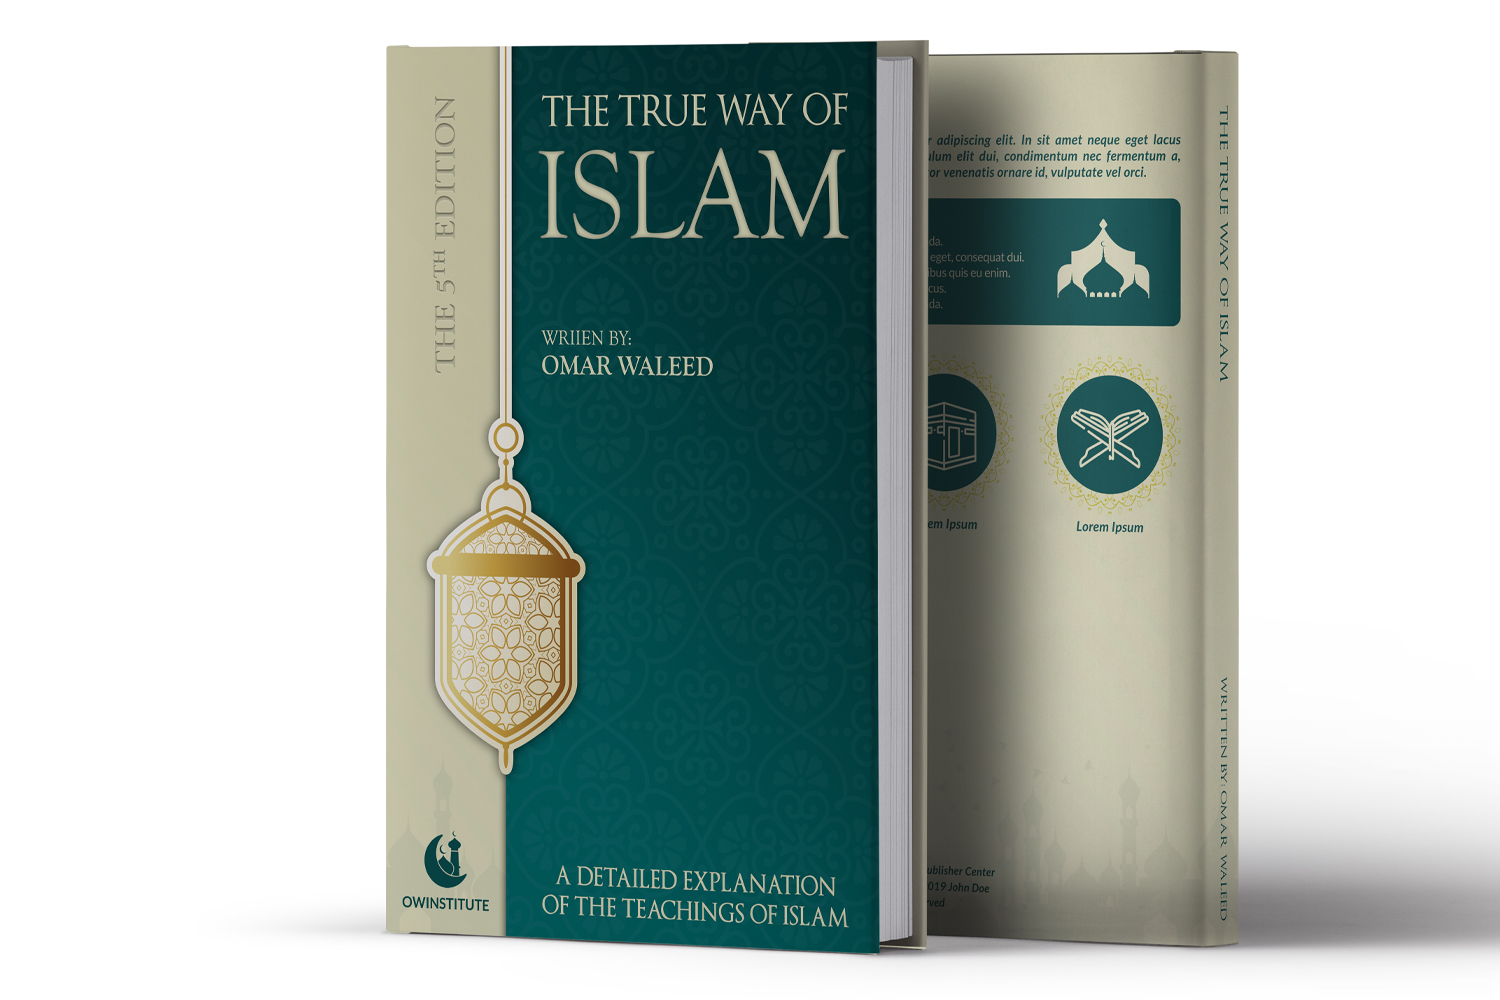 THE 5TH EDITION
THE TRUE WAY OF
ISLAM
WRIIEN BY:
OMAR WALEED
A DETAILED EXPLANATION
OF THE TEACHINGS OF ISLAM
OWINSTITUTE
adipiscing elit. In sit amet neque eget lacus
elit dui, condimentum nec fermentum a,
venenatis ornare id, vulputate vel orci.
eget, consequat dui.
quis eu enim.
Ipsum
Lorem Ipsum
Center
John Doe
THE TRUE WAY OF ISLAM
WRITTEN BY: OMAR WALEED